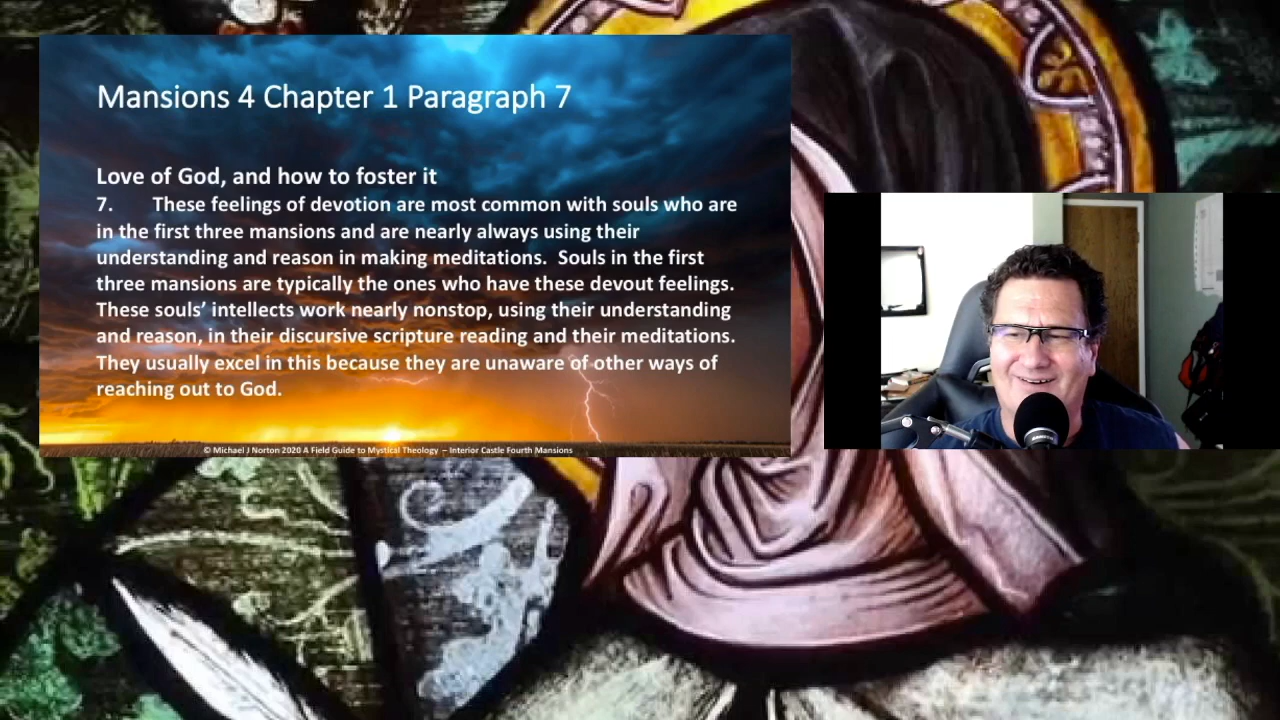 Mansions 4 Chapter 1 Paragraph 7
Love of God, and how to foster it
7. These feelings of devotion are most common with souls who are
in the first three mansions and are nearly always using their
understanding and reason in making meditations. Souls in the first
three mansions are typically the ones who have these devout feelings.
These souls’ intellects work nearly nonstop, using their understanding
and reason, in their discursive scripture reading and their meditations.
They usually excel in this because they are unaware of other ways of
reaching out to God.
© Michael J Norton 2020 A Field Guide to Mystical Theology – Interior Castle Fourth Mansions